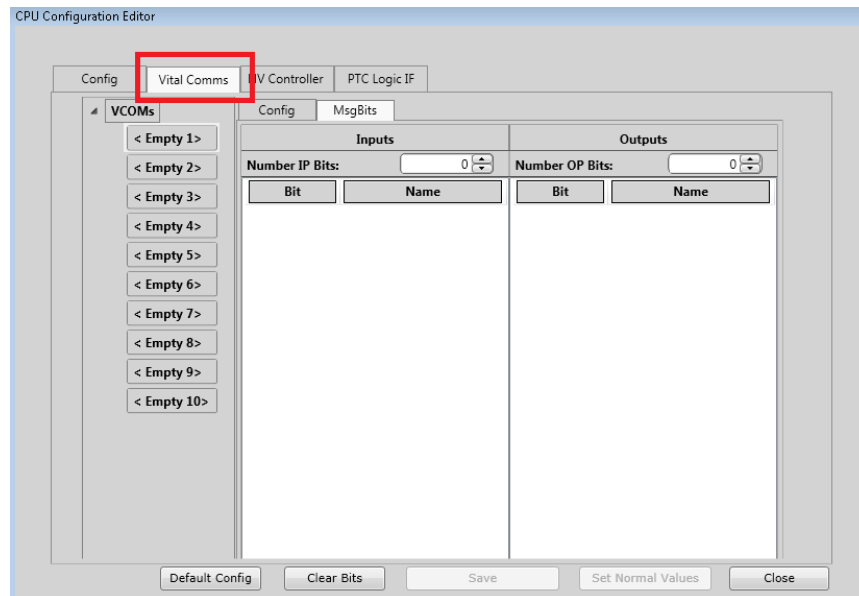 CPU Configuration Editor
Config Vital Comms NV Controller PTC Logic IF
VCOMs Config MsgBits
< Empty 1> Inputs Outputs
< Empty 2> Number IP Bits: 0 Number OP Bits: 0
< Empty 3> Bit Name Bit Name
< Empty 4>
< Empty 5>
< Empty 6>
< Empty 7>
< Empty 8>
< Empty 9>
< Empty 10>
Default Config Clear Bits Save Set Normal Values Close